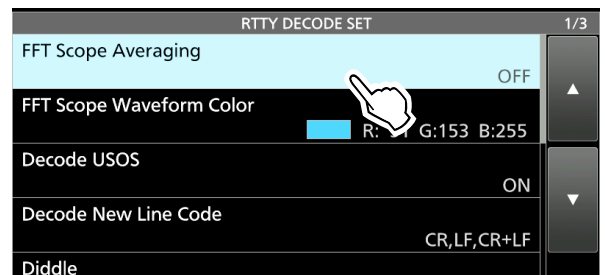 RTTY DECODE SET 1/3
FFT Scope Averaging
OFF
FFT Scope Waveform Color
R: G:153 B:255
Decode USOS
ON
Decode New Line Code
CR,LF,CR+LF
Diddle